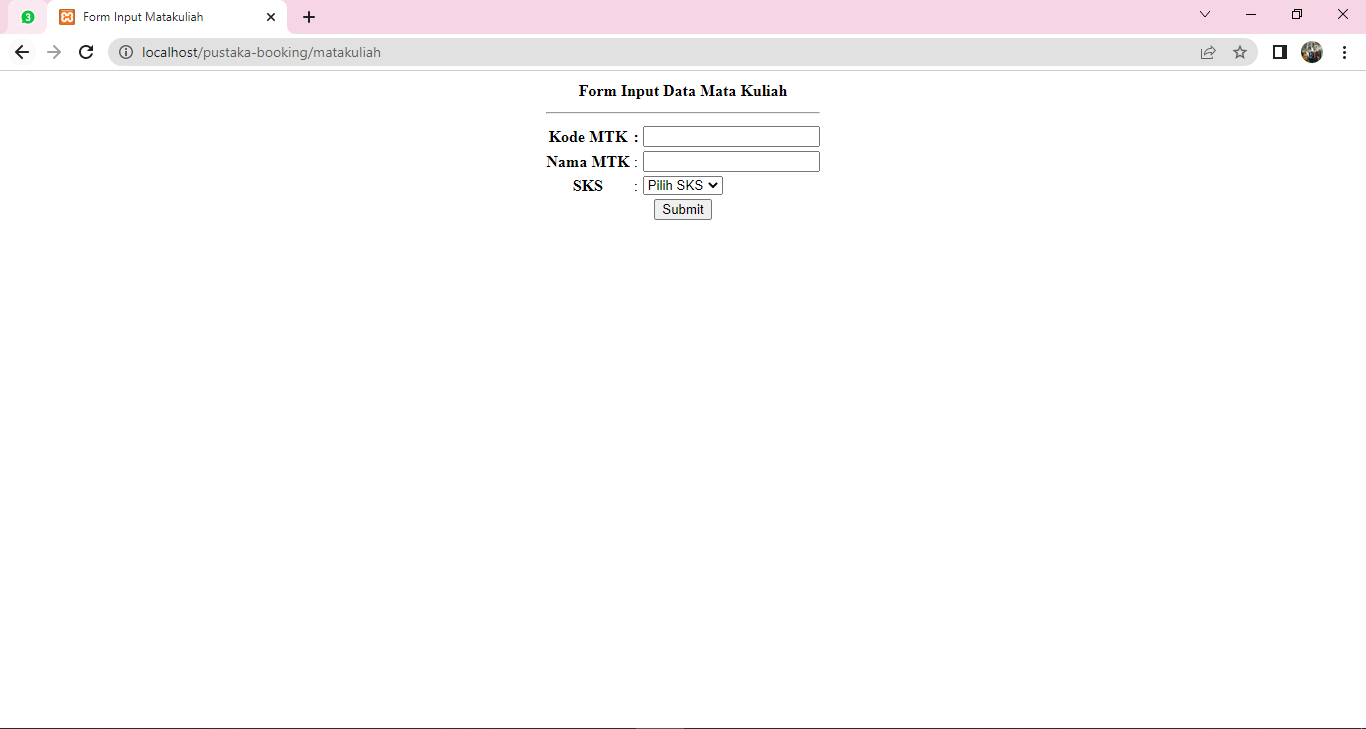 3
Form Input Matakuliah
localhost/pustaka-booking/matakuliah
Form Input Data Mata Kuliah
Kode MTK :
Nama MTK :
SKS : Pilih SKS
Submit